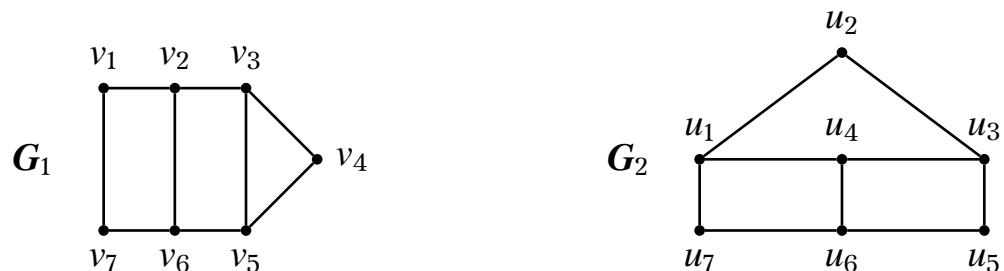 v₁ v₂ v₃
G₁
v₄
v₇ v₆ v₅
u₂
u₁ u₄ u₃
G₂
u₇ u₆ u₅